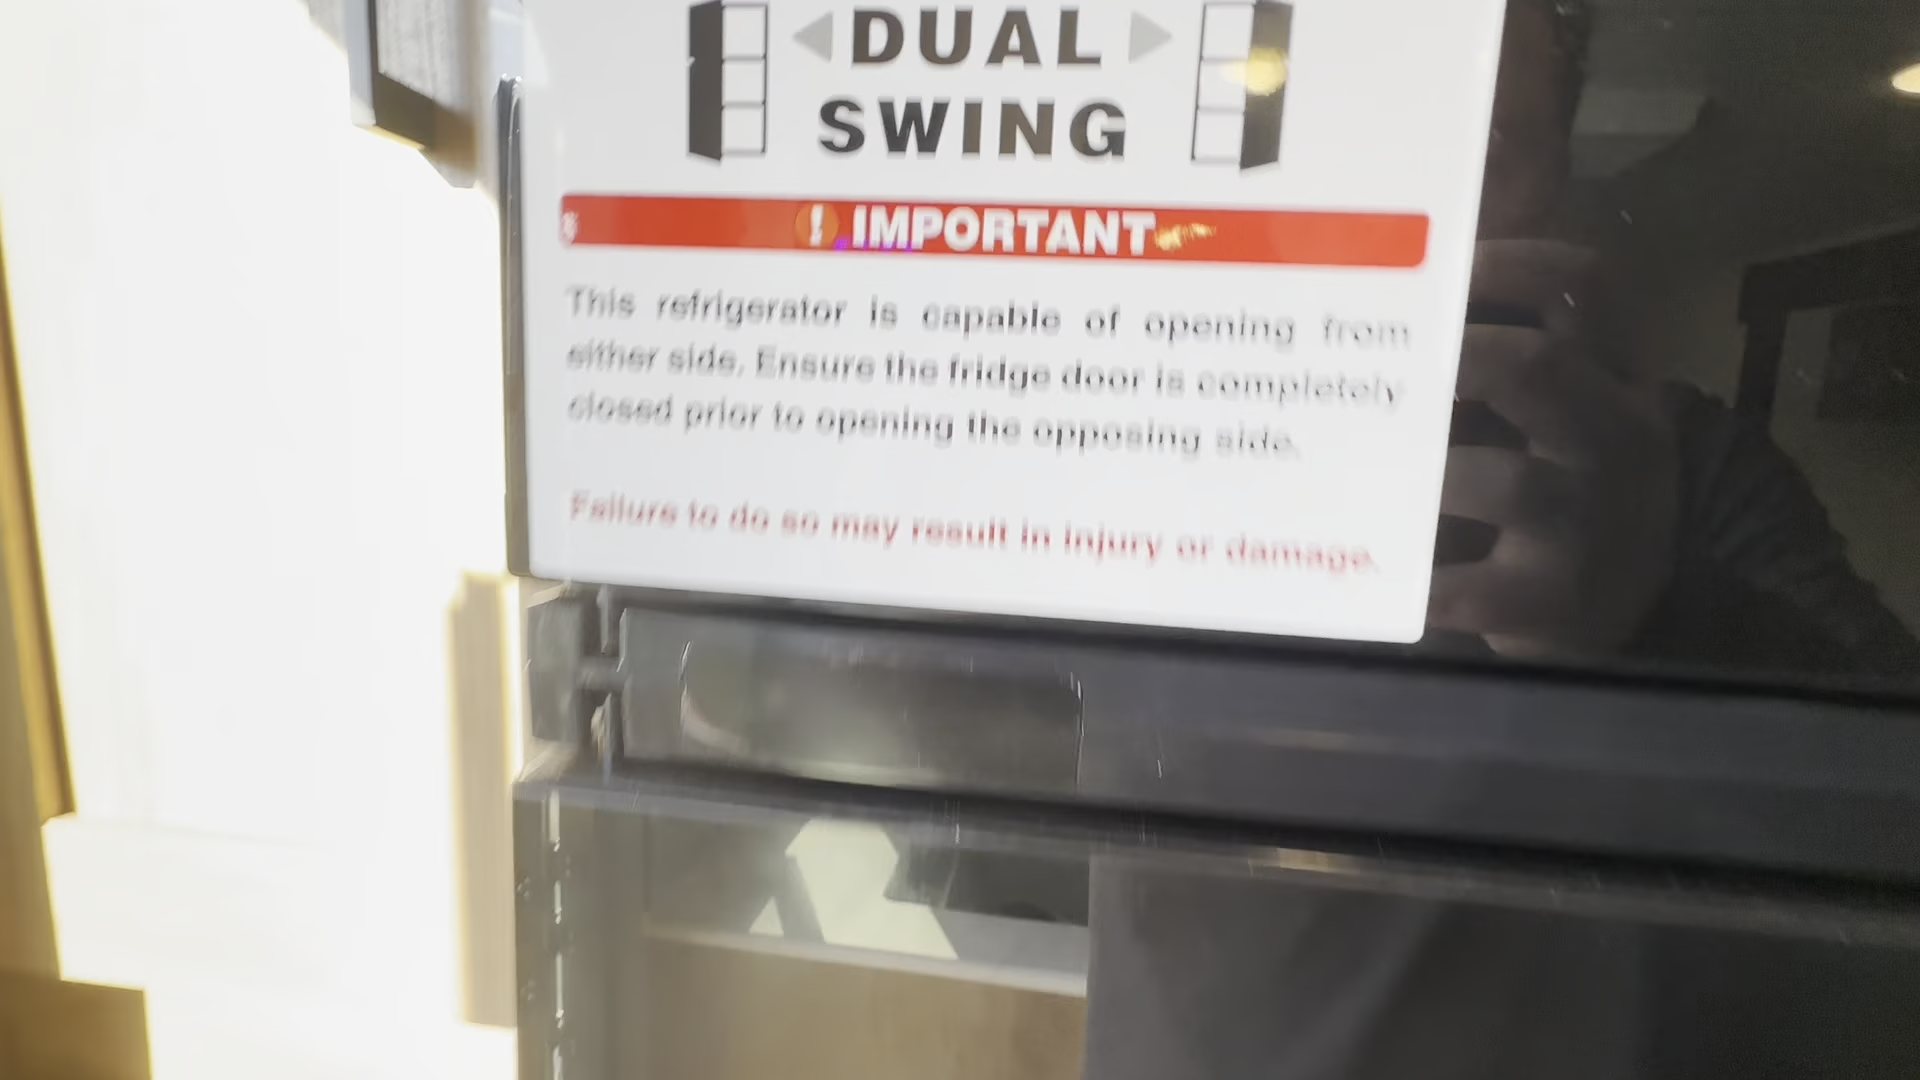 DUAL
SWING
! IMPORTANT
This refrigerator is capable of opening from
either side. Ensure the fridge door is completely
closed prior to opening the opposing side.
Failure to do so may result in injury or damage.